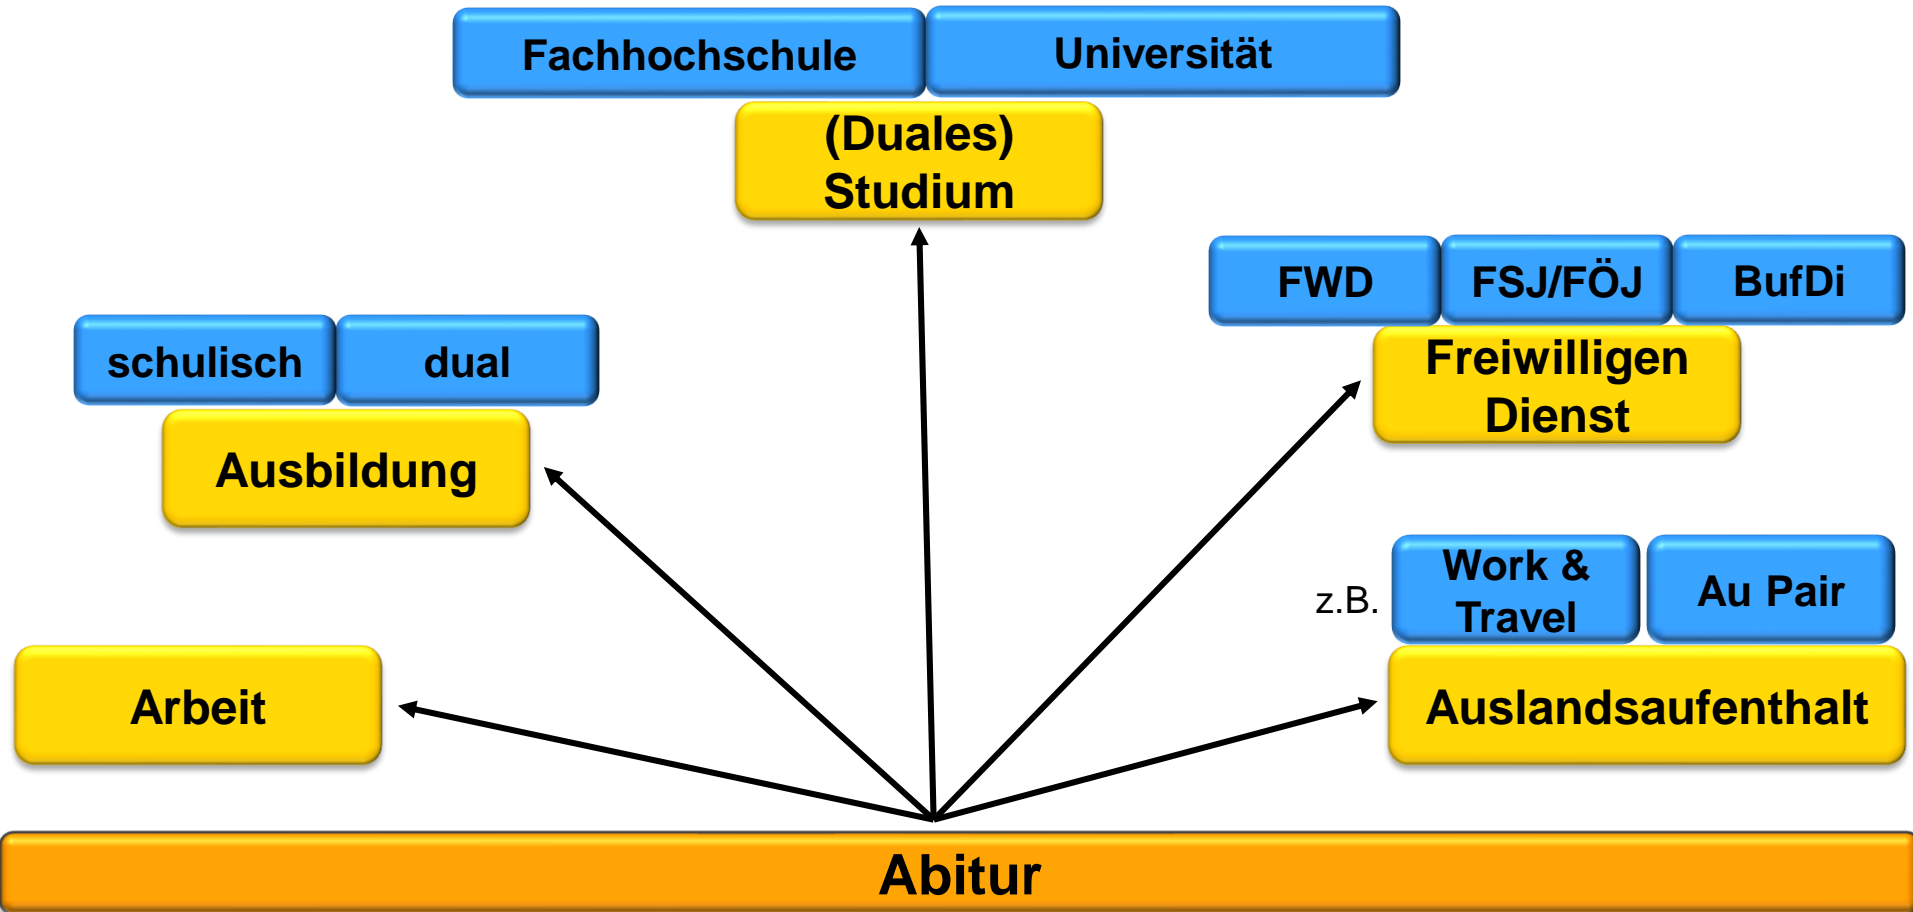 Fachhochschule
Universität
(Duales)
Studium
FWD
FSJ/FÖJ
BufDi
Freiwilligen
Dienst
schulisch
dual
Ausbildung
z.B.
Work &
Travel
Au Pair
Auslandsaufenthalt
Arbeit
Abitur